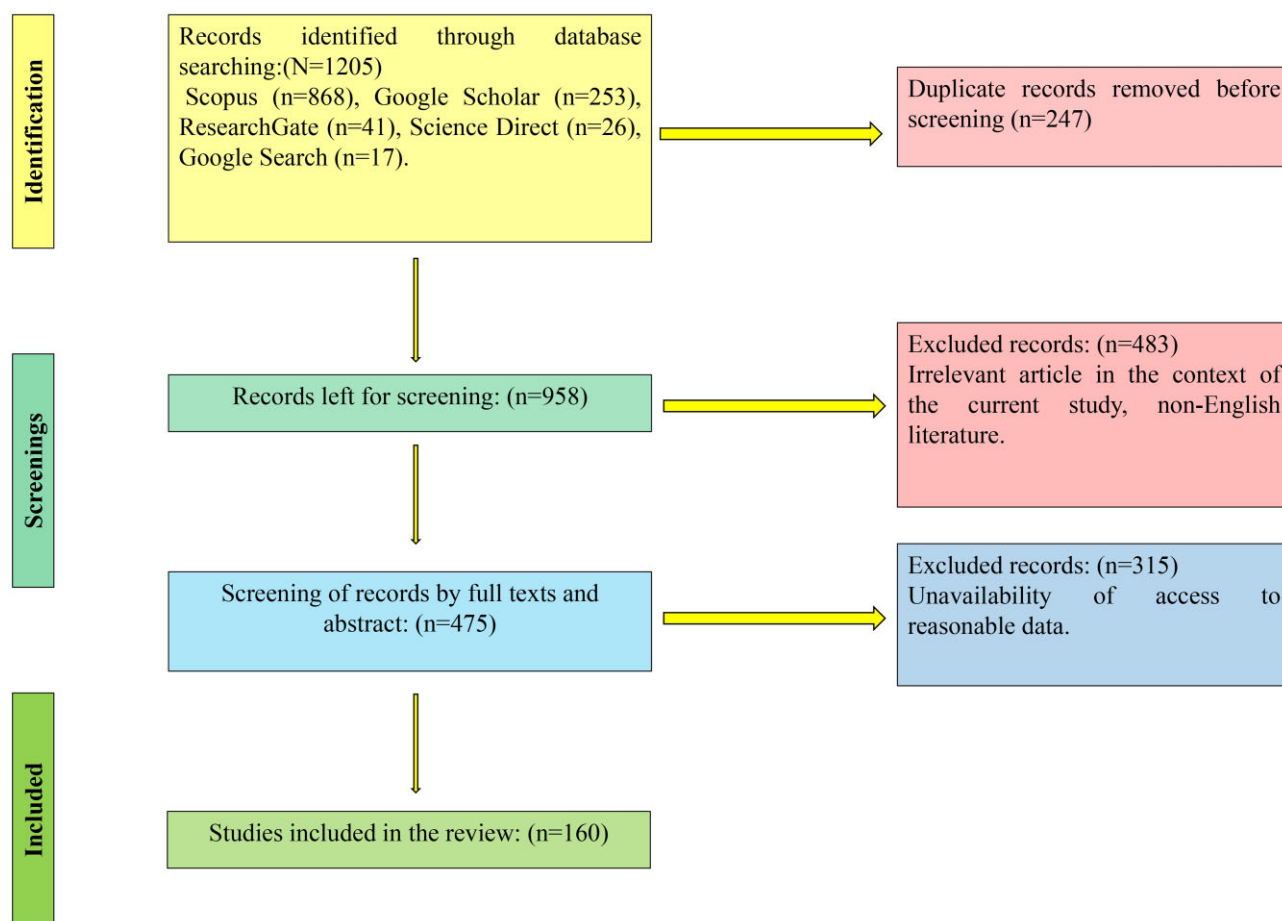 Identification
Records identified through database
searching:(N=1205)
Scopus (n=868), Google Scholar (n=253),
ResearchGate (n=41), Science Direct (n=26),
Google Search (n=17).
Duplicate records removed before
screening (n=247)
Screenings
Records left for screening: (n=958)
Excluded records: (n=483)
Irrelevant article in the context of
the current study, non-English
literature.
Screening of records by full texts and
abstract: (n=475)
Excluded records: (n=315)
Unavailability of access to
reasonable data.
Included
Studies included in the review: (n=160)